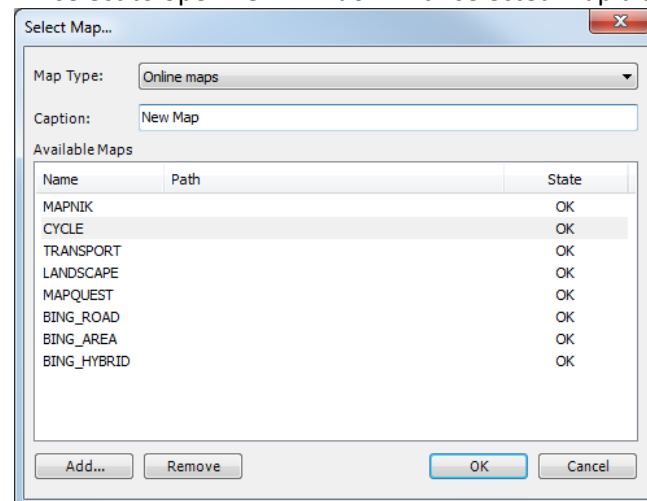 Select Map...
Map Type: Online maps
Caption: New Map
Available Maps
Name Path State
MAPNIK OK
CYCLE OK
TRANSPORT OK
LANDSCAPE OK
MAPQUEST OK
BING_ROAD OK
BING_AREA OK
BING_HYBRID OK
Add... Remove OK Cancel